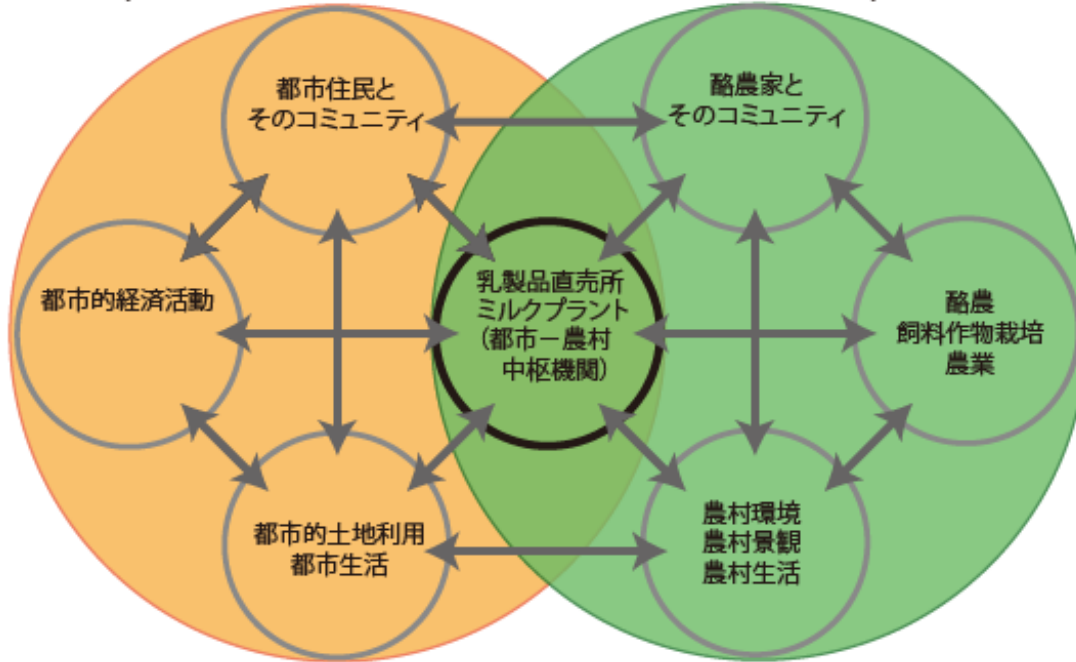 都市住民と
そのコミュニティ
酪農家と
そのコミュニティ
都市的経済活動
乳製品直売所
ミルクプラント
(都市－農村
中枢機関)
酪農
飼料作物栽培
農業
都市的土地利用
都市生活
農村環境
農村景観
農村生活